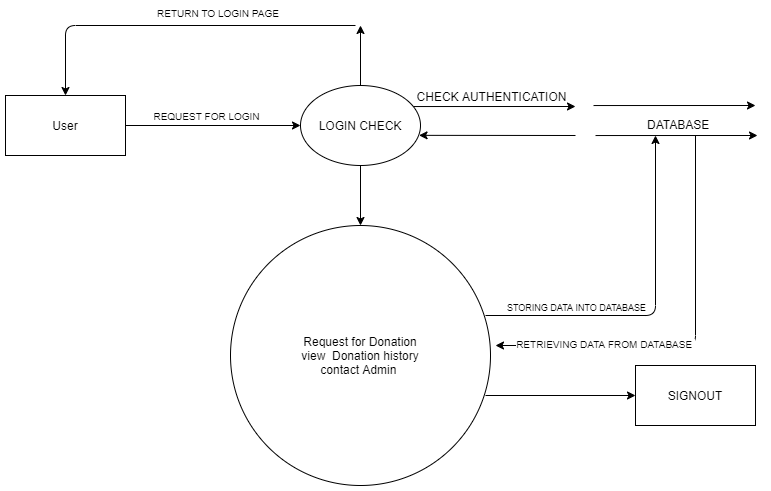 RETURN TO LOGIN PAGE
CHECK AUTHENTICATION
User
REQUEST FOR LOGIN
LOGIN CHECK
DATABASE
STORING DATA INTO DATABASE
Request for Donation
view Donation history
contact Admin
RETRIEVING DATA FROM DATABASE
SIGNOUT